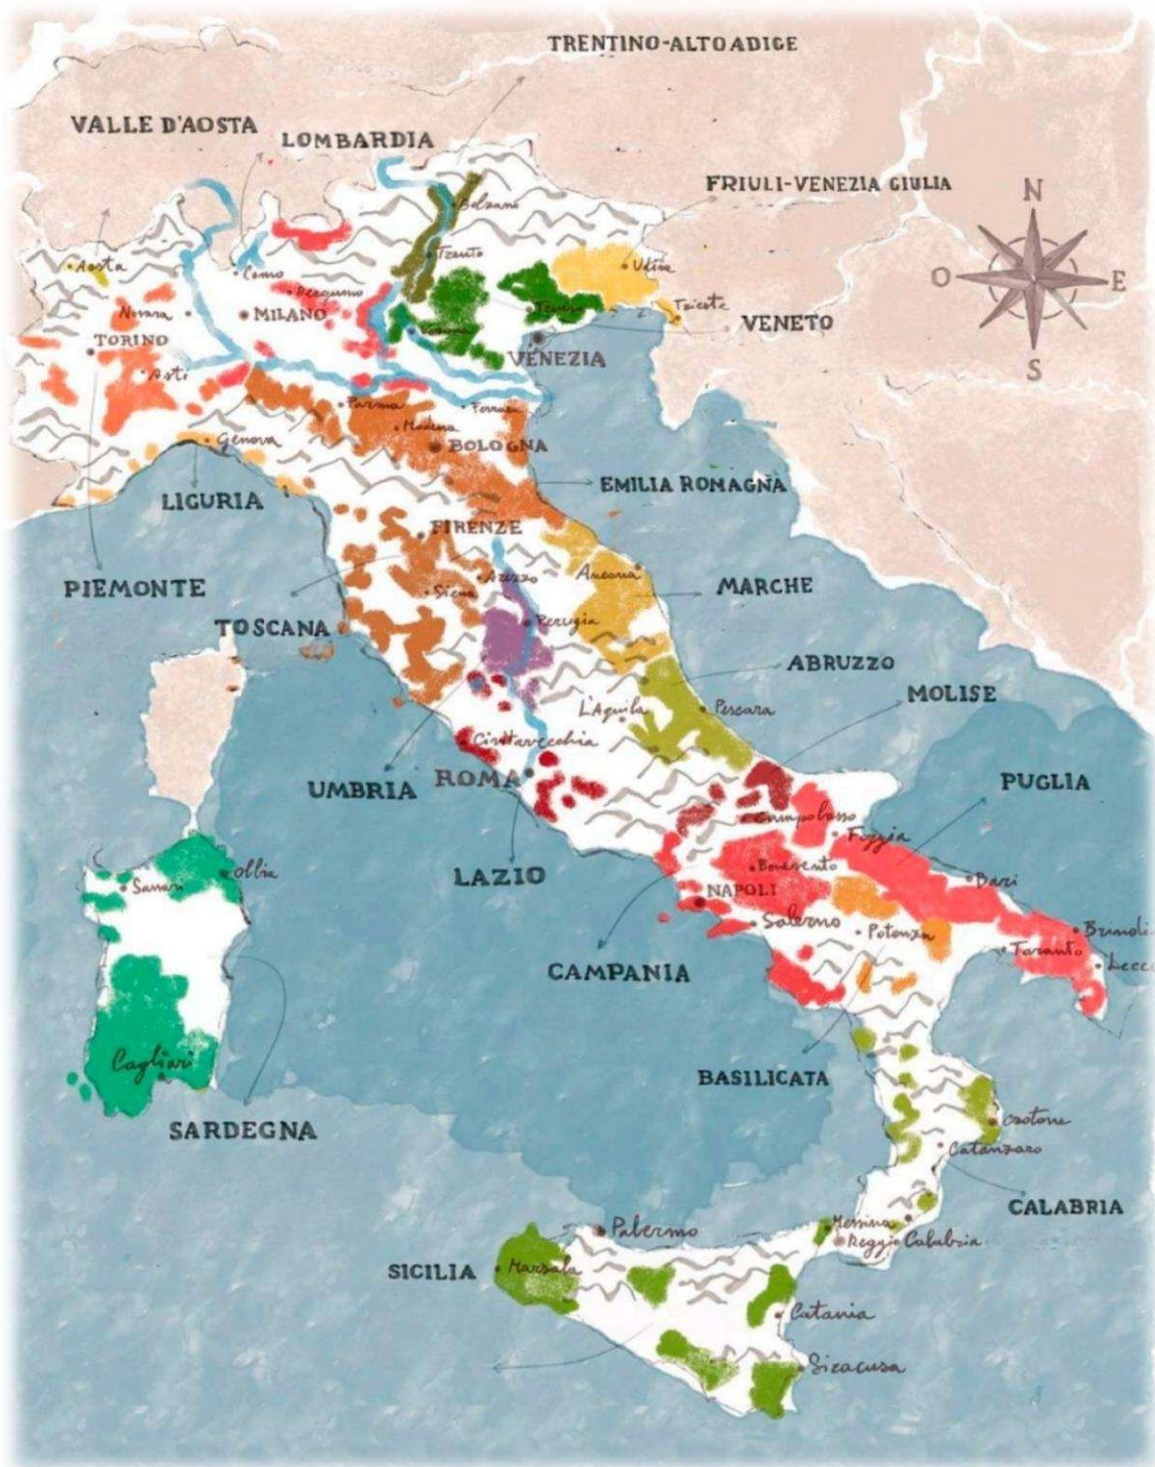 TRENTINO-ALTO ADIGE
VALLE D'AOSTA
LOMBARDIA
FRIULI-VENEZIA GIULIA
N
O
E
S
Bolzano
Trento
Udine
Aosta
Como
Bergamo
Trieste
Novara
MILANO
Verona
VENETO
TORINO
VENEZIA
Asti
Parma
Ferrara
Modena
Genova
BOLOGNA
LIGURIA
EMILIA ROMAGNA
FIRENZE
PIEMONTE
Arezzo
Ancona
MARCHE
Siena
TOSCANA
Perugia
ABRUZZO
MOLISE
L'Aquila
Pescara
Civitavecchia
UMBRIA
ROMA
PUGLIA
Campobasso
Foggia
LAZIO
Olbia
Sassari
Benevento
NAPOLI
Bari
Salerno
Potenza
Brindi
Taranto
Lecc
CAMPANIA
Cagliari
BASILICATA
SARDEGNA
Crotone
Catanzaro
CALABRIA
Messina
Palermo
Reggio Calabria
SICILIA
Marsala
Catania
Siracusa